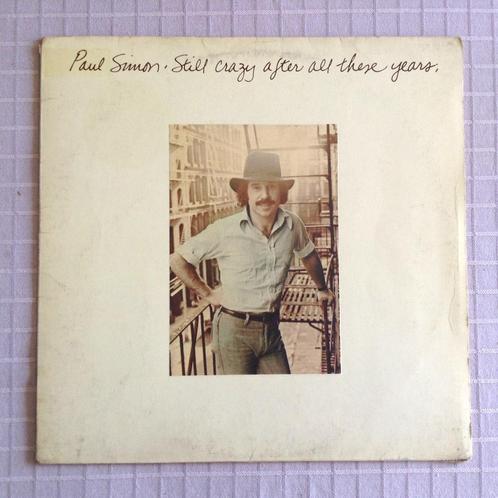 Paul Simon · Still crazy after all these years.